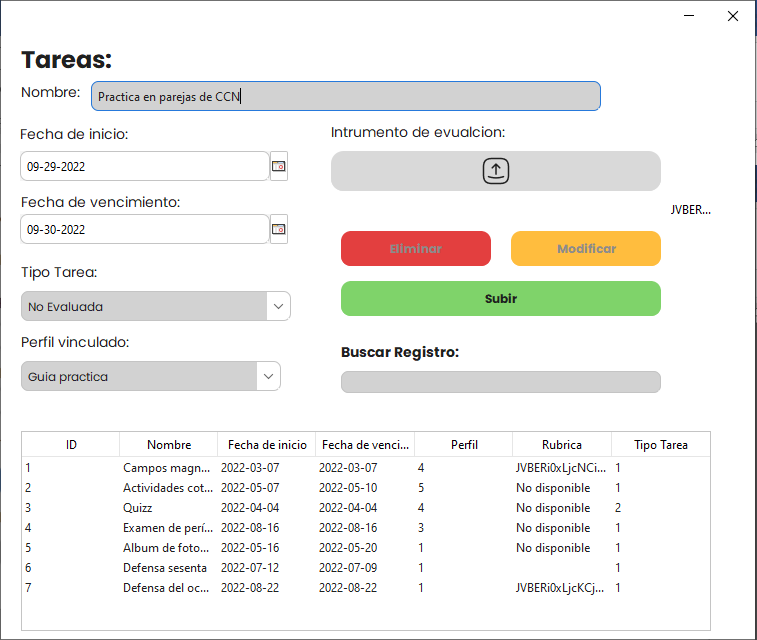 Tareas:
Nombre: Practica en parejas de CCN
Fecha de inicio: Intrumento de evualcion:
09-29-2022
Fecha de vencimiento: JVBER...
09-30-2022
Eliminar Modificar
Tipo Tarea:
No Evaluada Subir
Perfil vinculado: Buscar Registro:
Guia practica
ID Nombre Fecha de inicio Fecha de venci... Perfil Rubrica Tipo Tarea
1 Campos magn... 2022-03-07 2022-03-07 4 JVBERi0xLjcNCi... 1
2 Actividades cot... 2022-05-07 2022-05-10 5 No disponible 1
3 Quizz 2022-04-04 2022-04-04 4 No disponible 2
4 Examen de perí... 2022-08-16 2022-08-16 3 No disponible 1
5 Album de foto... 2022-05-16 2022-05-20 1 No disponible 1
6 Defensa sesenta 2022-07-12 2022-07-09 1 1
7 Defensa del oc... 2022-08-22 2022-08-22 1 JVBERi0xLjcKCj... 1